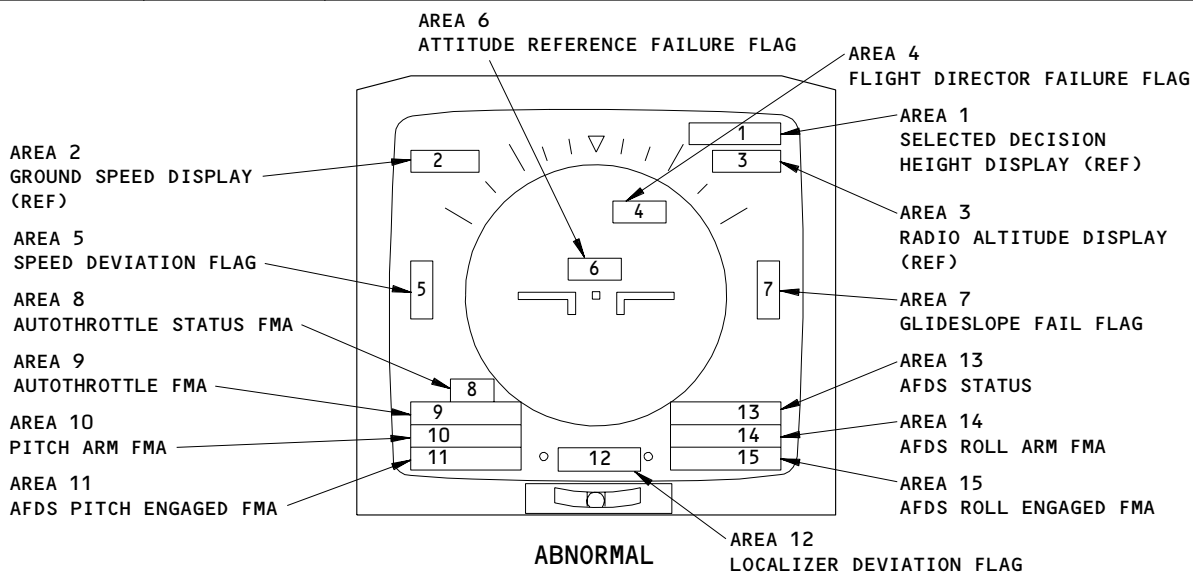 AREA 6
ATTITUDE REFERENCE FAILURE FLAG
AREA 4
FLIGHT DIRECTOR FAILURE FLAG
AREA 1
SELECTED DECISION
HEIGHT DISPLAY (REF)
AREA 2
GROUND SPEED DISPLAY
(REF)
AREA 3
RADIO ALTITUDE DISPLAY
(REF)
AREA 5
SPEED DEVIATION FLAG
AREA 7
GLIDESLOPE FAIL FLAG
AREA 8
AUTOTHROTTLE STATUS FMA
AREA 9
AUTOTHROTTLE FMA
AREA 13
AFDS STATUS
AREA 10
PITCH ARM FMA
AREA 14
AFDS ROLL ARM FMA
AREA 11
AFDS PITCH ENGAGED FMA
AREA 15
AFDS ROLL ENGAGED FMA
AREA 12
LOCALIZER DEVIATION FLAG
1
2
3
4
6
5
7
8
9
13
10
14
11
12
15
ABNORMAL